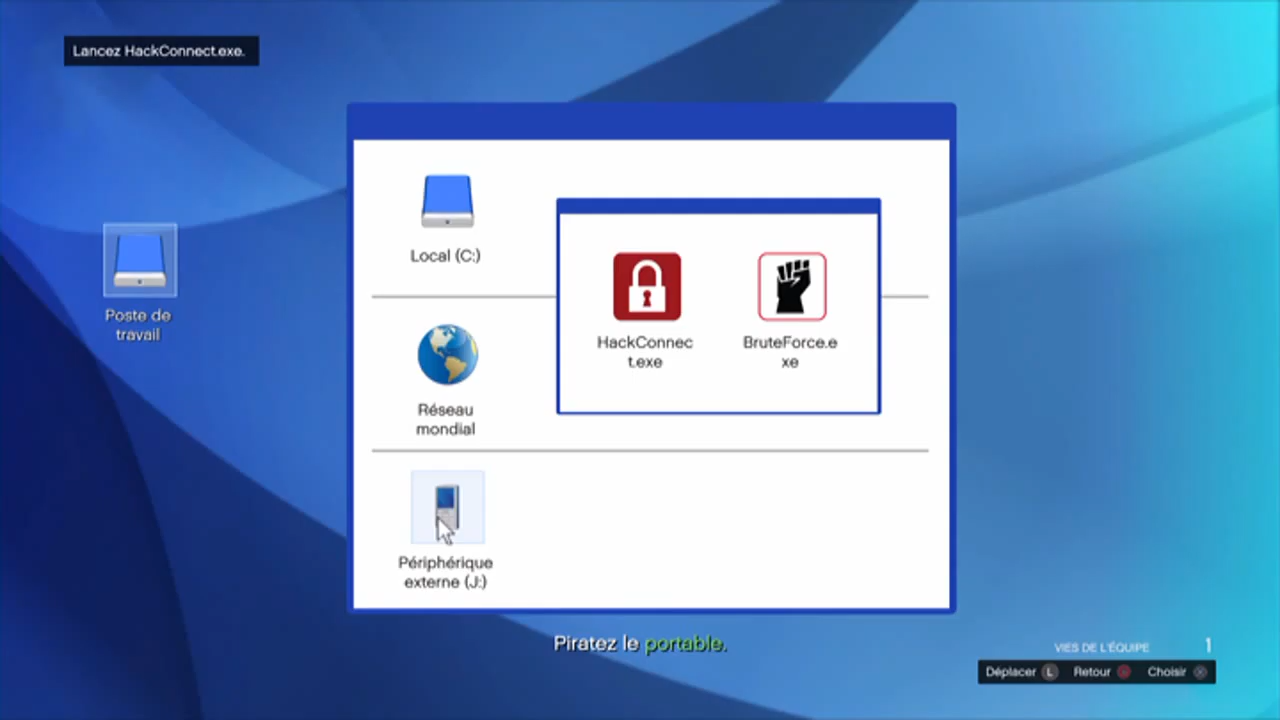 Lancez HackConnect.exe.
Local (C:)
HackConnec
t.exe
BruteForce.e
xe
Poste de
travail
Réseau
mondial
Périphérique
externe (J:)
Piratez le portable.
VIES DE L'ÉQUIPE 1
Déplacer L Retour Choisir